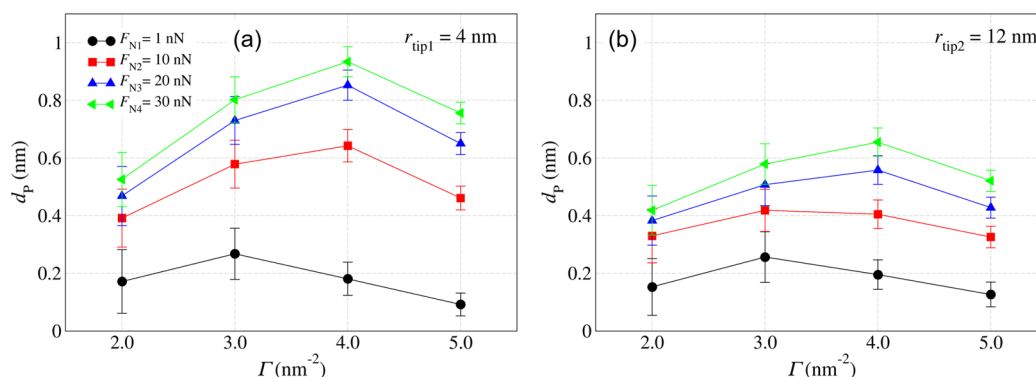 (a)
r_tip1 = 4 nm
F_N1 = 1 nN
F_N2 = 10 nN
F_N3 = 20 nN
F_N4 = 30 nN
1
0.8
0.6
0.4
0.2
0
d_P (nm)
2.0 3.0 4.0 5.0
Γ (nm⁻²)
(b)
r_tip2 = 12 nm
1
0.8
0.6
0.4
0.2
0
d_P (nm)
2.0 3.0 4.0 5.0
Γ (nm⁻²)